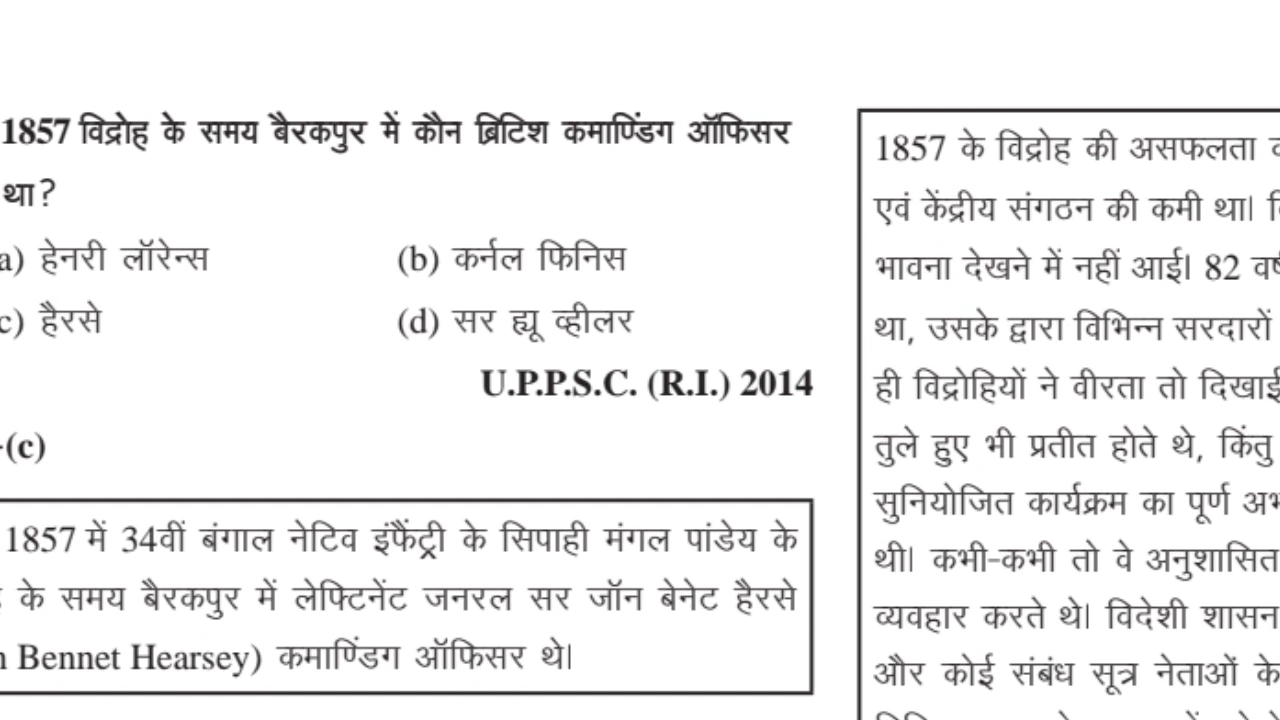 1857 विद्रोह के समय बैरकपुर में कौन ब्रिटिश कमाण्डिंग ऑफिसर
था?
a) हेनरी लॉरेन्स (b) कर्नल फिनिस
c) हैरसे (d) सर ह्यू व्हीलर
U.P.P.S.C. (R.I.) 2014
-(c)
1857 में 34वीं बंगाल नेटिव इंफैंट्री के सिपाही मंगल पांडेय के
के समय बैरकपुर में लेफ्टिनेंट जनरल सर जॉन बेनेट हैरसे
Bennet Hearsey) कमाण्डिंग ऑफिसर थे।
1857 के विद्रोह की असफलता
एवं केंद्रीय संगठन की कमी था।
भावना देखने में नहीं आई। 82
था, उसके द्वारा विभिन्न सरदारों
ही विद्रोहियों ने वीरता तो दिखाई
तुले हुए भी प्रतीत होते थे, किंतु
सुनियोजित कार्यक्रम का पूर्ण
थी। कभी-कभी तो वे अनुशासित
व्यवहार करते थे। विदेशी शासन
और कोई संबंध सूत्र नेताओं के